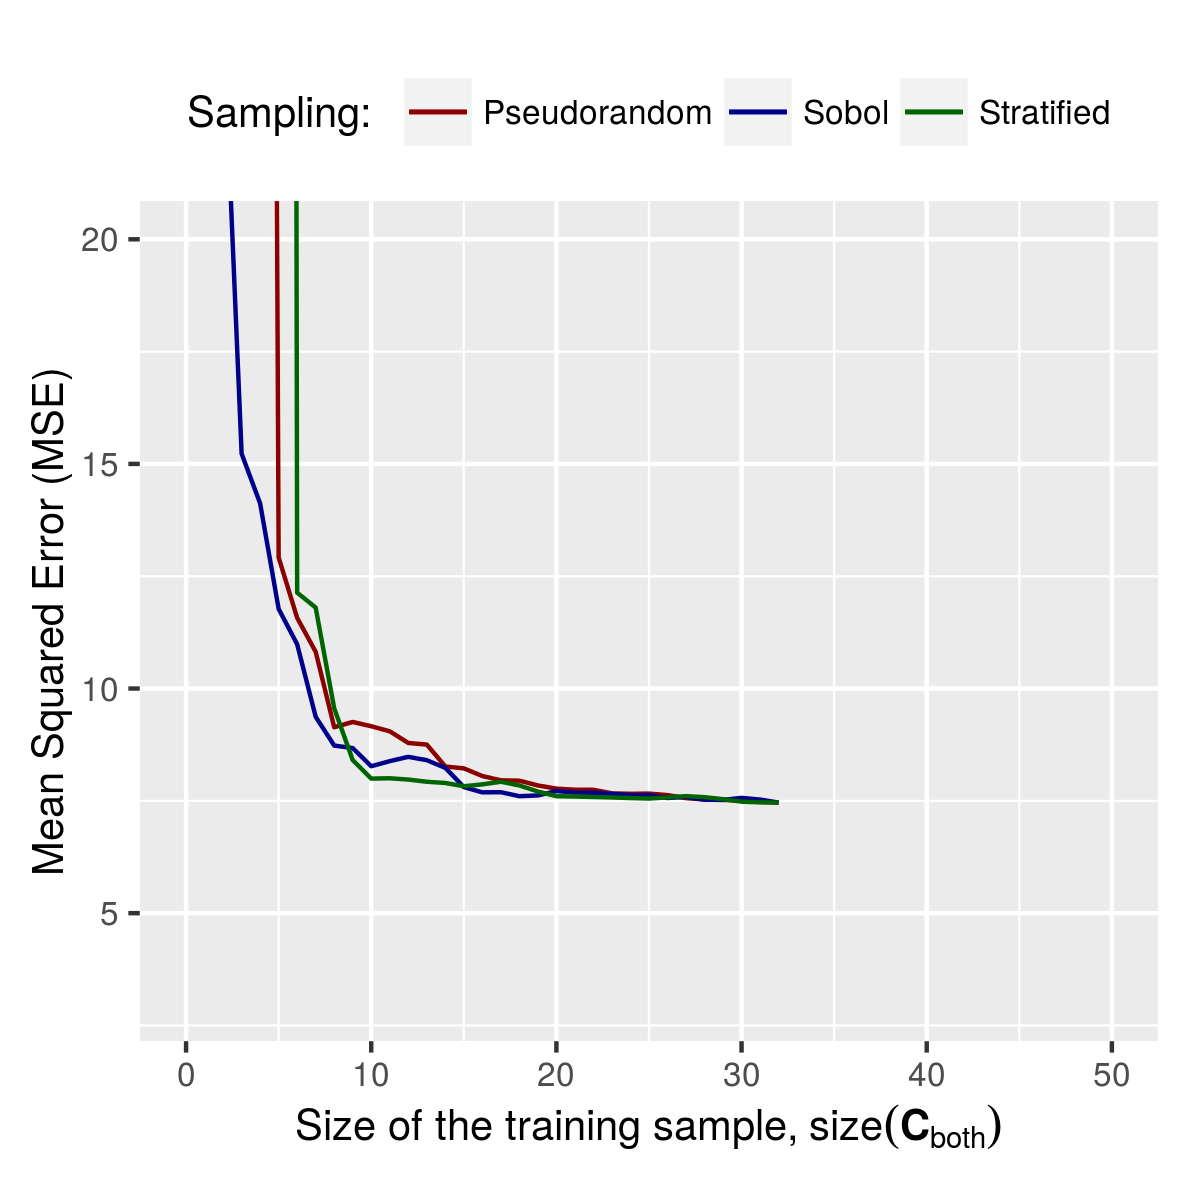 Sampling: Pseudorandom Sobol Stratified
20
15
10
5
Mean Squared Error (MSE)
0 10 20 30 40 50
Size of the training sample, size(C_both)